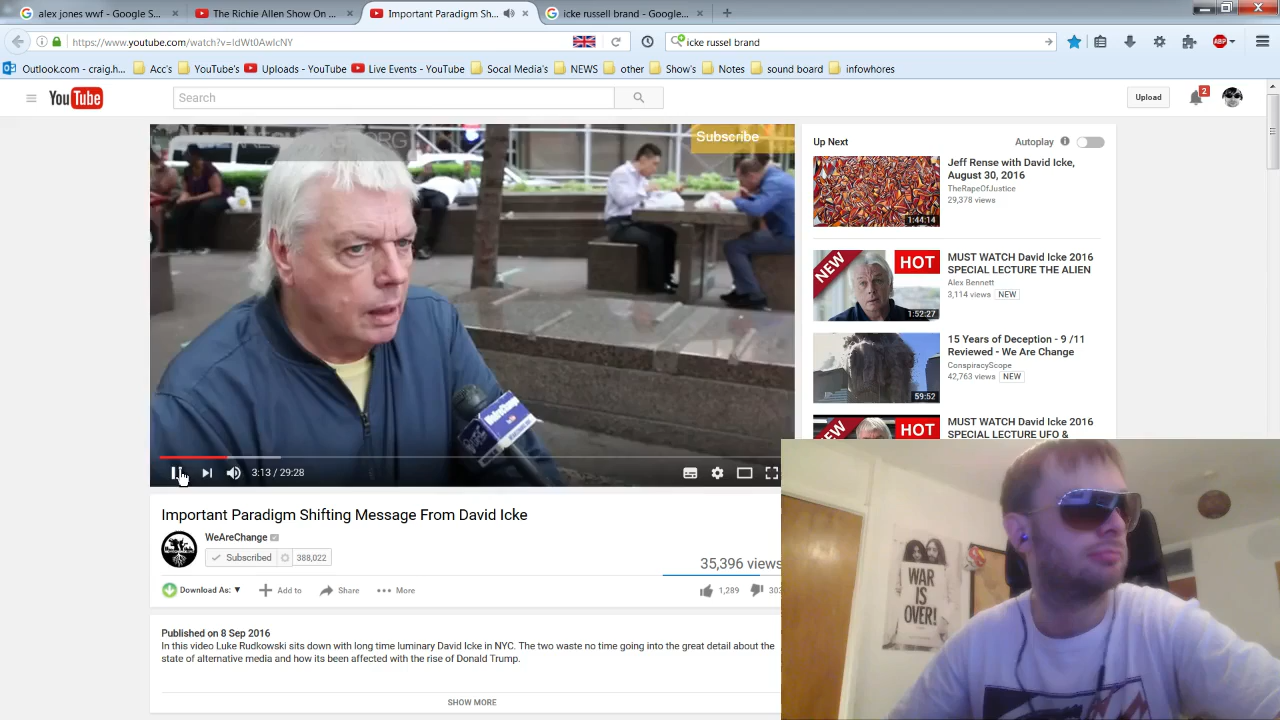 alex jones wvf - Google S...
The Richie Allen Show On ...
Important Paradigm Sh...
icke russell brand - Google...
https://www.youtube.com/watch?v=IdWt0AwIcNY
icke russel brand
ABP
Outlook.com - craig.h...
Acc's
YouTube's
Uploads - YouTube
Live Events - YouTube
Socal Media's
NEWS
other
Show's
Notes
sound board
infowhores
YouTube
Search
Upload
2
Subscribe
Up Next
Autoplay
Jeff Rense with David Icke,
August 30, 2016
TheRapeOfJustice
29,378 views
1:44:14
NEW
HOT
MUST WATCH David Icke 2016
SPECIAL LECTURE THE ALIEN
Alex Bennett
3,114 views NEW
1:52:27
15 Years of Deception - 9 /11
Reviewed - We Are Change
ConspiracyScope
42,763 views NEW
59:52
NEW
HOT
MUST WATCH David Icke 2016
SPECIAL LECTURE UFO &
3:13 / 29:28
Important Paradigm Shifting Message From David Icke
WeAreChange
Subscribed
388,022
35,396 views
Download As:
Add to
Share
More
1,289
303
Published on 8 Sep 2016
In this video Luke Rudkowski sits down with long time luminary David Icke in NYC. The two waste no time going into the great detail about the
state of alternative media and how its been affected with the rise of Donald Trump.
SHOW MORE
WAR
IS
OVER!